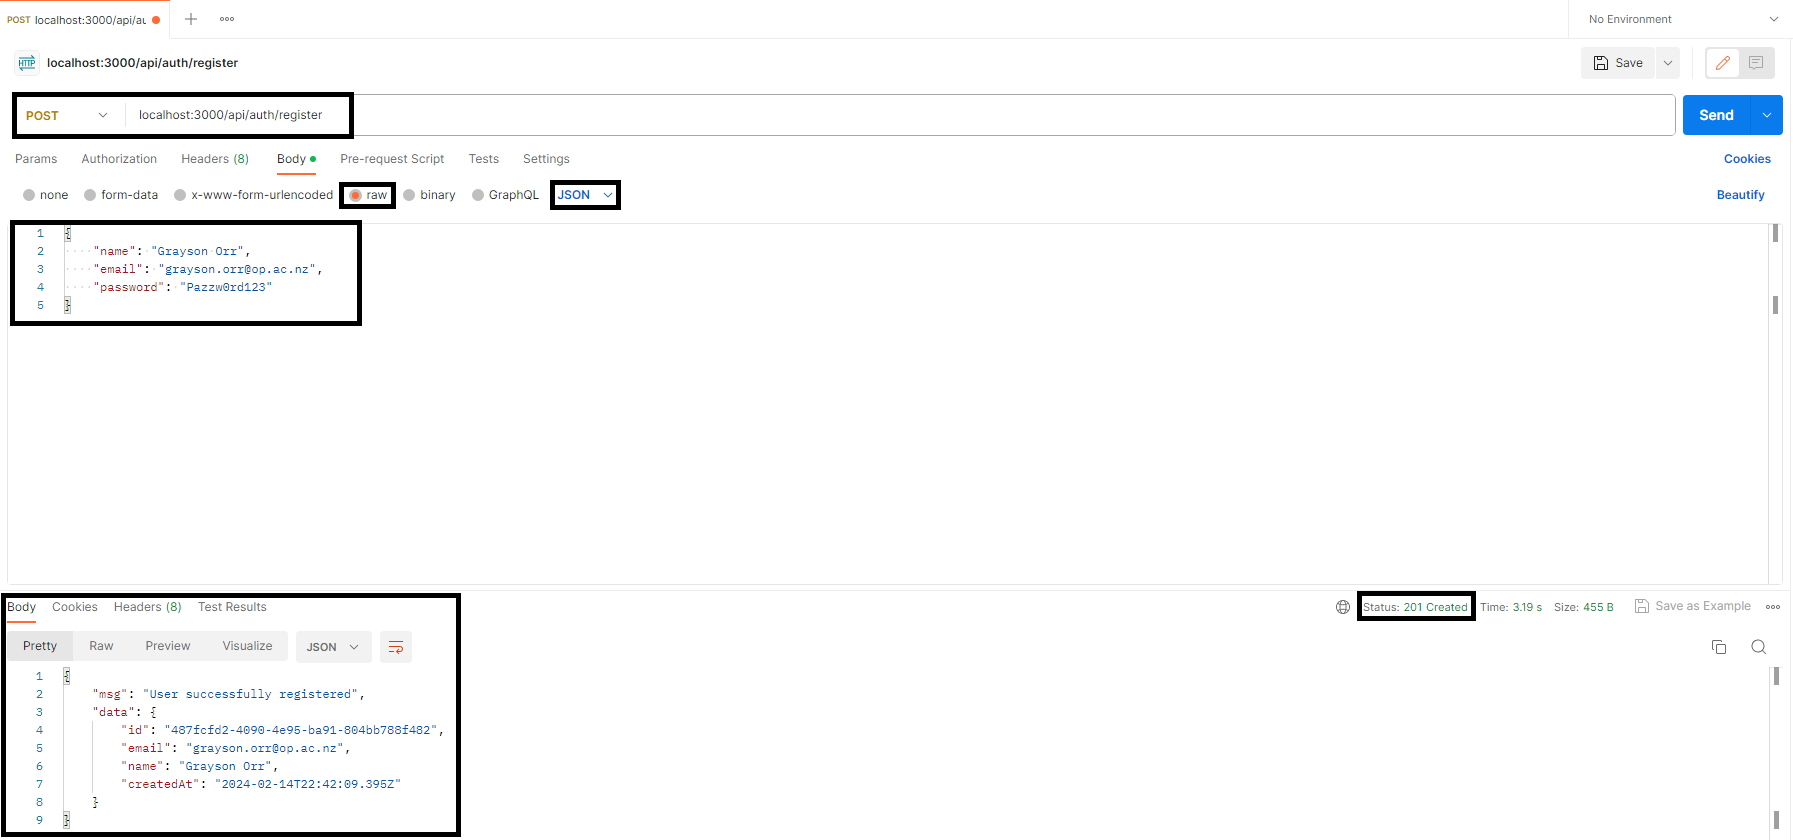 POST localhost:3000/api/au
No Environment
HTTP localhost:3000/api/auth/register
Save
POST localhost:3000/api/auth/register
Send
Params Authorization Headers (8) Body Pre-request Script Tests Settings Cookies
none form-data x-www-form-urlencoded raw binary GraphQL JSON Beautify
1 {
2 "name": "Grayson Orr",
3 "email": "grayson.orr@op.ac.nz",
4 "password": "Pazzw0rd123"
5 }
Body Cookies Headers (8) Test Results Status: 201 Created Time: 3.19 s Size: 455 B Save as Example
Pretty Raw Preview Visualize JSON
1 {
2 "msg": "User successfully registered",
3 "data": {
4 "id": "487fcfd2-4090-4e95-ba91-804bb788f482",
5 "email": "grayson.orr@op.ac.nz",
6 "name": "Grayson Orr",
7 "createdAt": "2024-02-14T22:42:09.395Z"
8 }
9 }